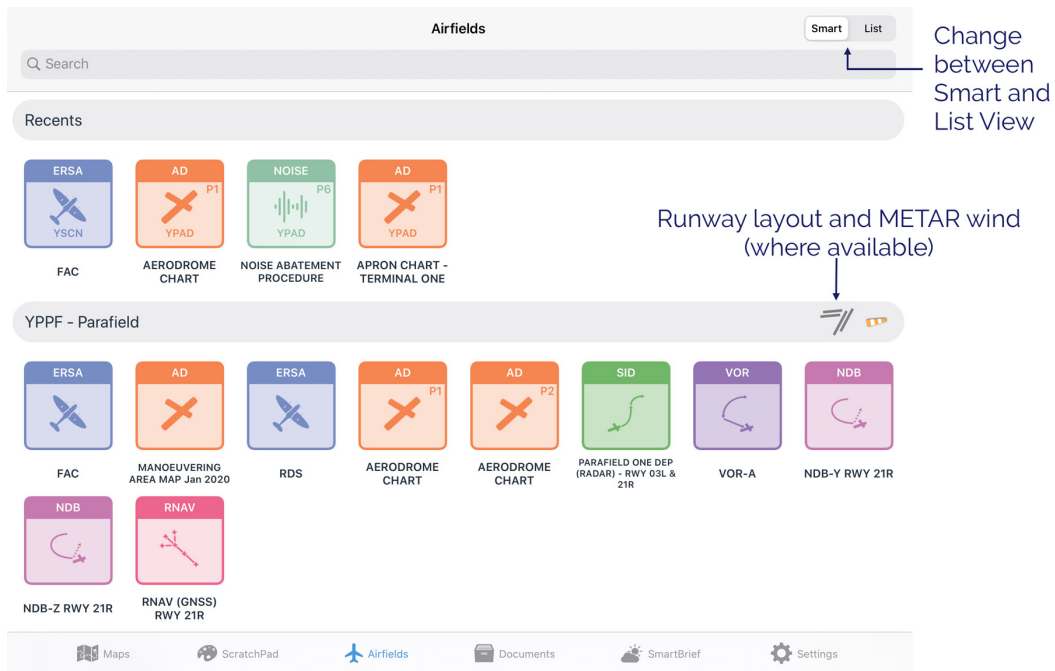 Airfields
Smart
List
Change
between
Smart and
List View
Search
Recents
ERSA
YSCN
FAC
AD
P1
YPAD
AERODROME
CHART
NOISE
P6
YPAD
NOISE ABATEMENT
PROCEDURE
AD
P1
YPAD
APRON CHART -
TERMINAL ONE
Runway layout and METAR wind
(where available)
YPPF - Parafield
ERSA
FAC
AD
MANOEUVERING
AREA MAP Jan 2020
ERSA
RDS
AD
P1
AERODROME
CHART
AD
P2
AERODROME
CHART
SID
PARAFIELD ONE DEP
(RADAR) - RWY 03L &
21R
VOR
VOR-A
NDB
NDB-Y RWY 21R
NDB
NDB-Z RWY 21R
RNAV
RNAV (GNSS)
RWY 21R
Maps
ScratchPad
Airfields
Documents
SmartBrief
Settings